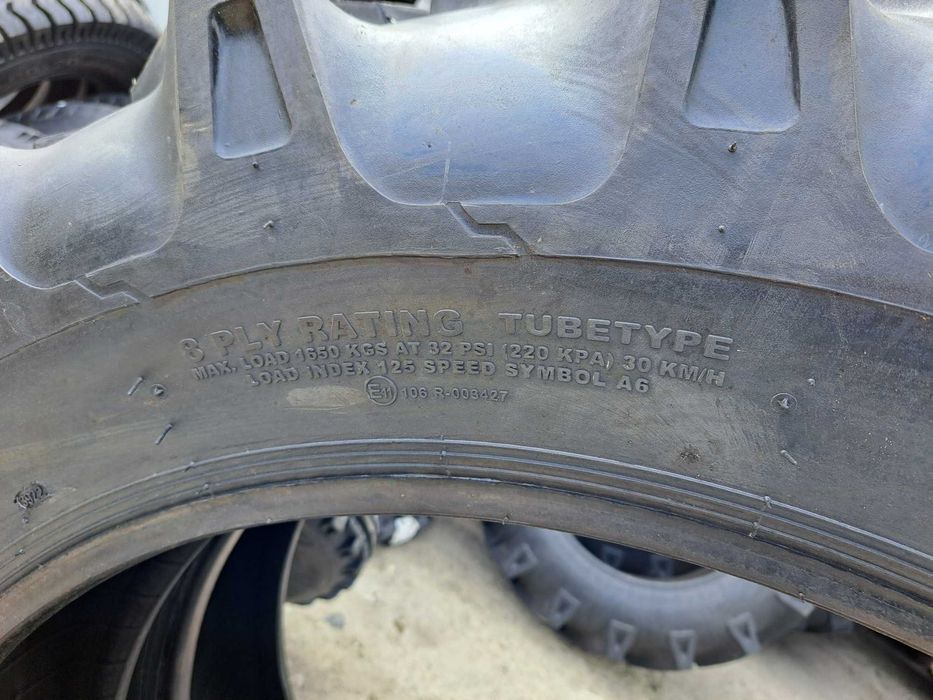 8 PLY RATING TUBETYPE
MAX. LOAD 1650 KGS AT 32 PSI (220 KPA) 30 KM/H
LOAD INDEX 125 SPEED SYMBOL A6
E11 106 R-003427